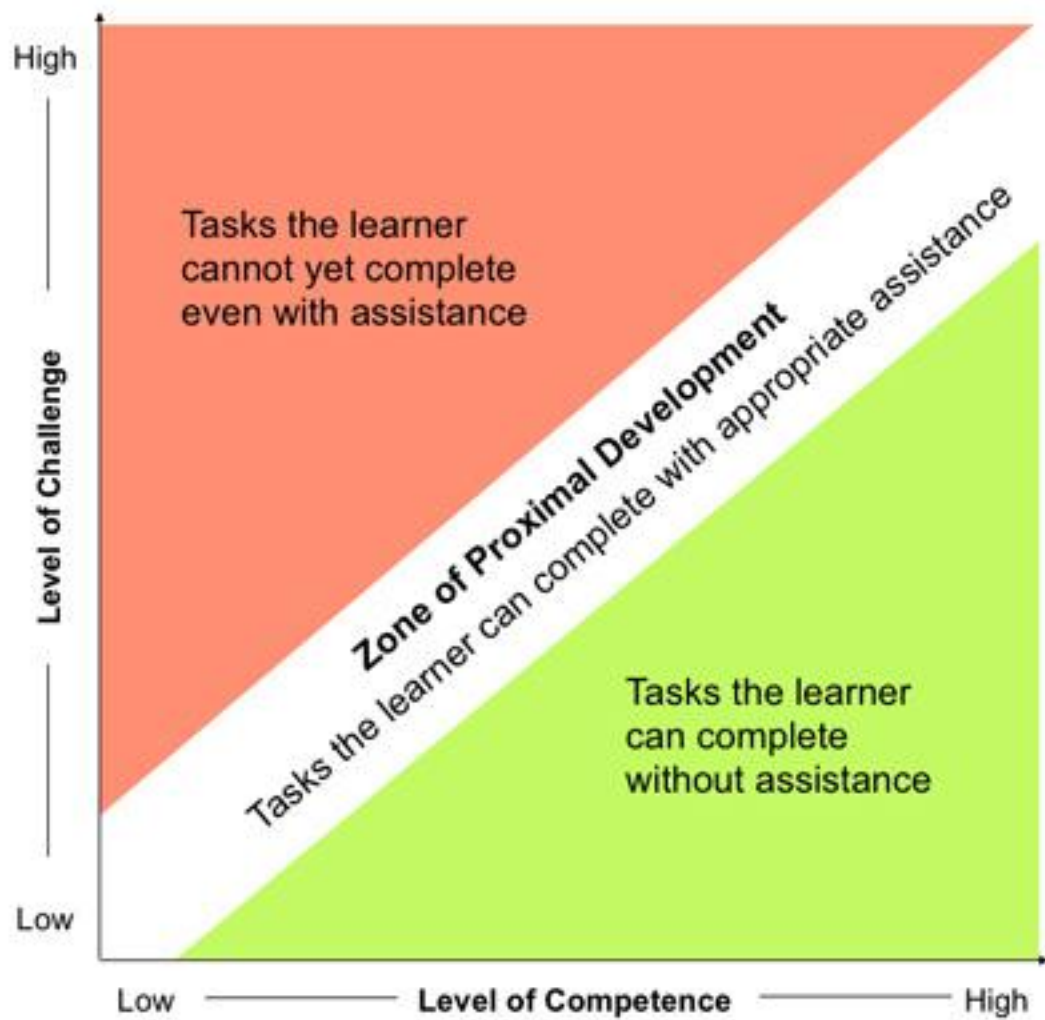 High
Tasks the learner
cannot yet complete
even with assistance
Level of Challenge
Zone of Proximal Development
Tasks the learner can complete with appropriate assistance
Tasks the learner
can complete
without assistance
Low
Low
Level of Competence
High